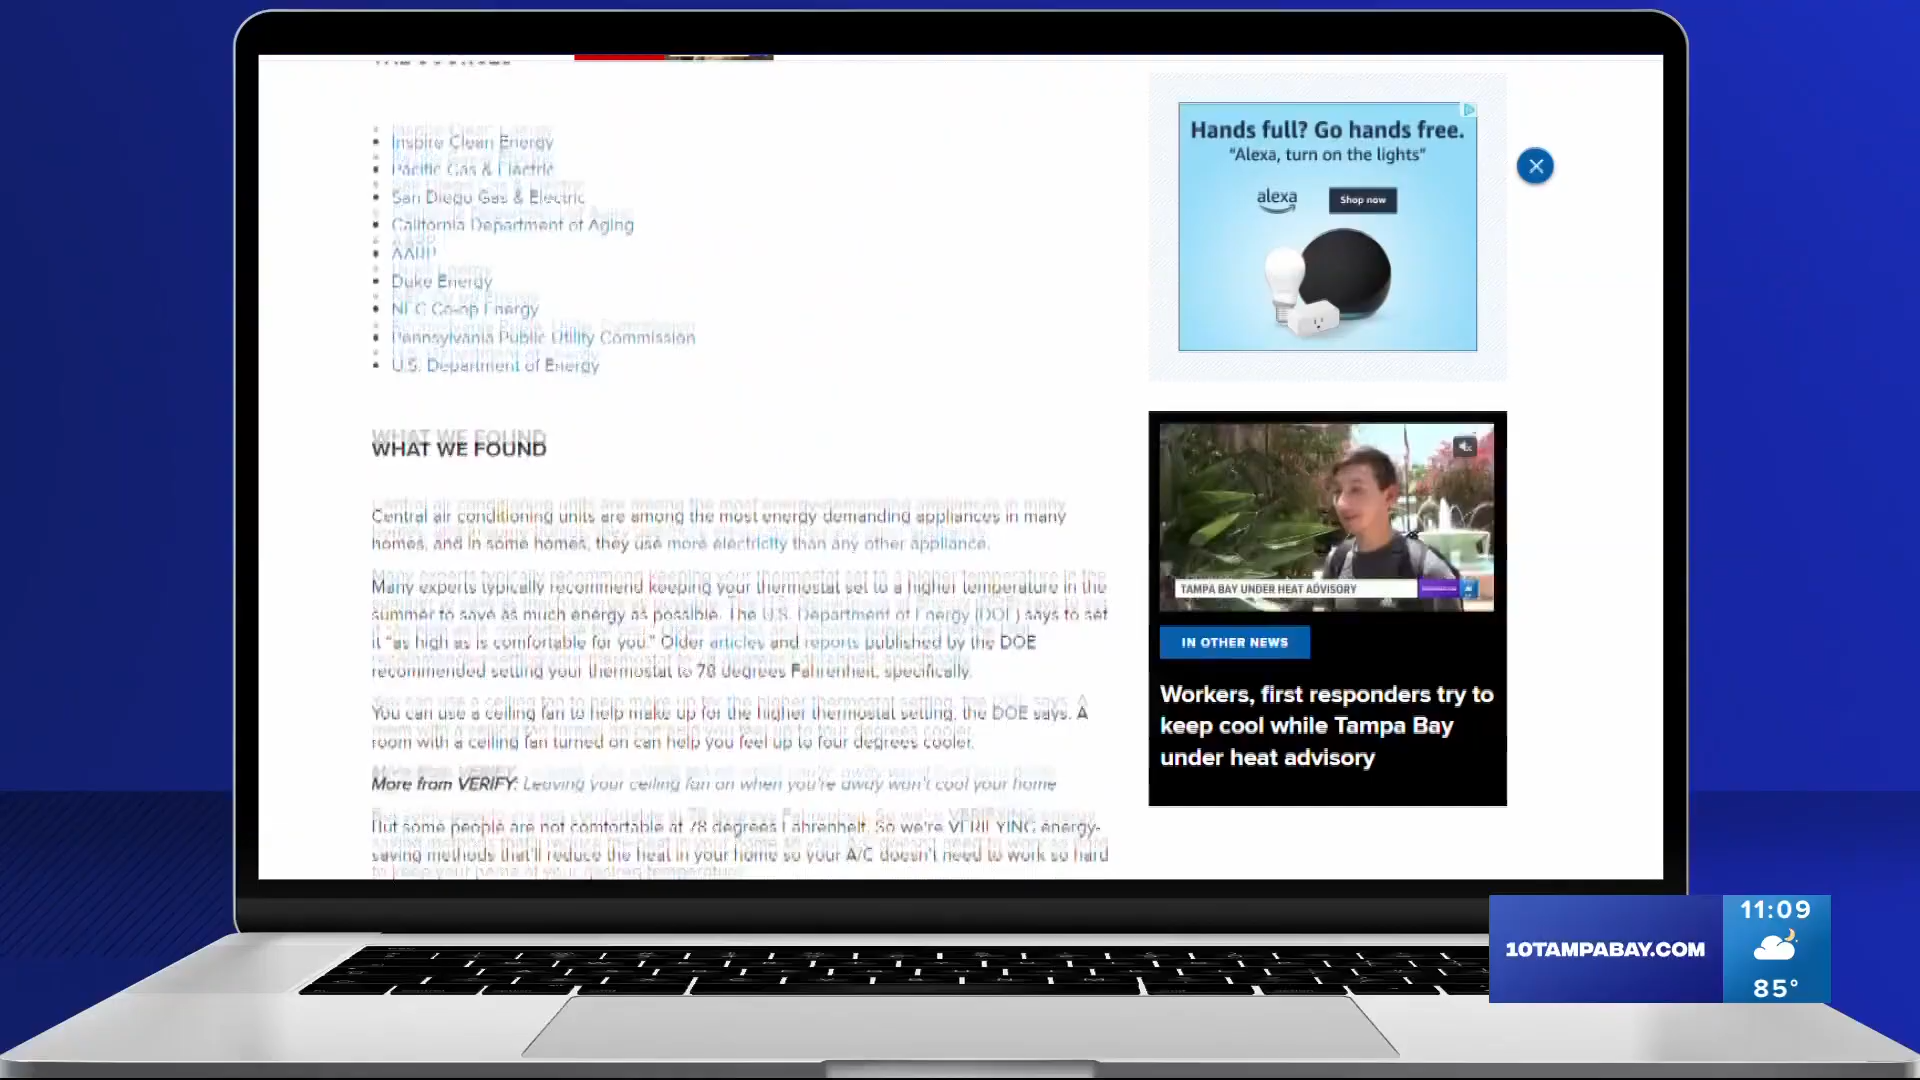 Inspire Clean Energy
Pacific Gas & Electric
San Diego Gas & Electric
California Department of Aging
AARP
Duke Energy
NEC Co-op Energy
Pennsylvania Public Utility Commission
U.S. Department of Energy
WHAT WE FOUND
Central air conditioning units are among the most energy-demanding appliances in many
homes, and in some homes, they use more electricity than any other appliance.
Many experts typically recommend keeping your thermostat set to a higher temperature in the
summer to save as much energy as possible. The U.S. Department of Energy (DOE) says to set
it "as high as is comfortable for you." Older articles and reports published by the DOE
recommended setting your thermostat to 78 degrees Fahrenheit, specifically.
You can use a ceiling fan to help make up for the higher thermostat setting, the DOE says. A
room with a ceiling fan turned on can help you feel up to four degrees cooler.
More from VERIFY: Leaving your ceiling fan on when you're away won't cool your home
But some people are not comfortable at 78 degrees Fahrenheit. So we're VERIFYING energy-
saving methods that'll reduce the heat in your home so your A/C doesn't need to work so hard
to keep your home at your desired temperature.
Hands full? Go hands free.
"Alexa, turn on the lights"
alexa
Shop now
TAMPA BAY UNDER HEAT ADVISORY
IN OTHER NEWS
Workers, first responders try to
keep cool while Tampa Bay
under heat advisory
10TAMPABAY.COM
11:09
85°